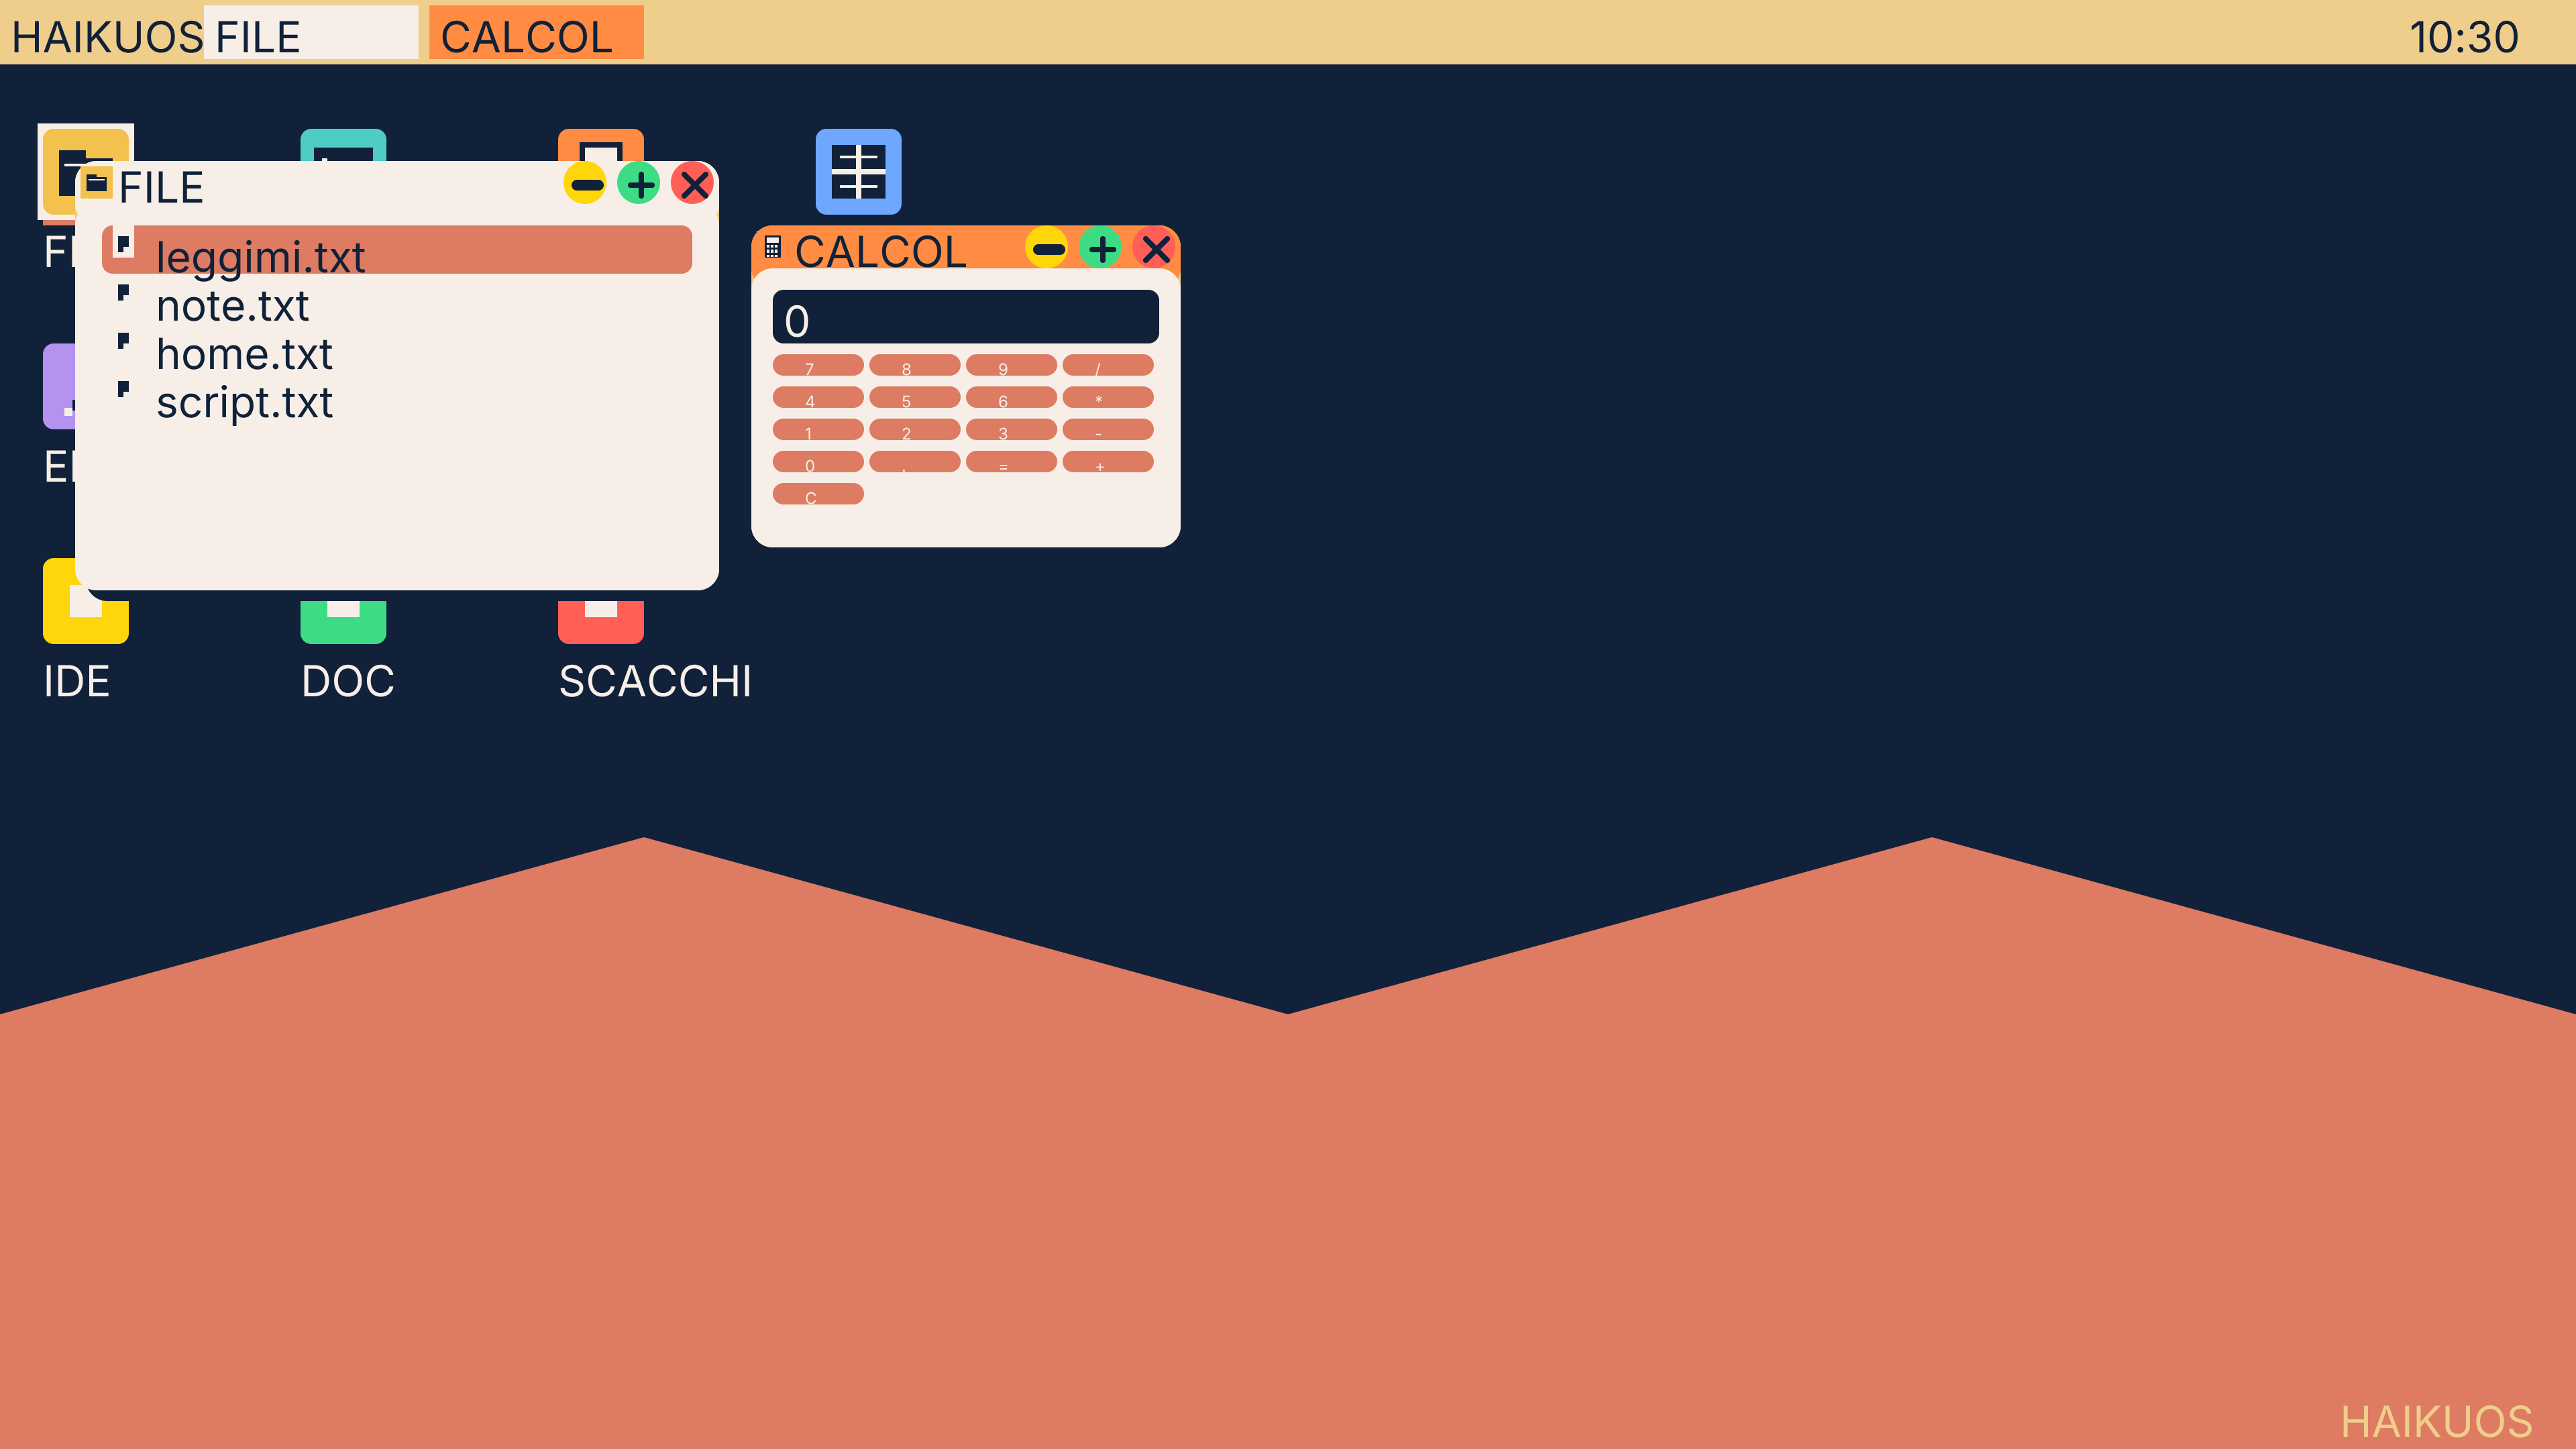 HAIKUOS FILE CALCOL 10:30
FILE
leggimi.txt
note.txt
home.txt
script.txt
CALCOL
0
7 8 9 /
4 5 6 *
1 2 3 -
0 . = +
C
IDE DOC SCACCHI
HAIKUOS